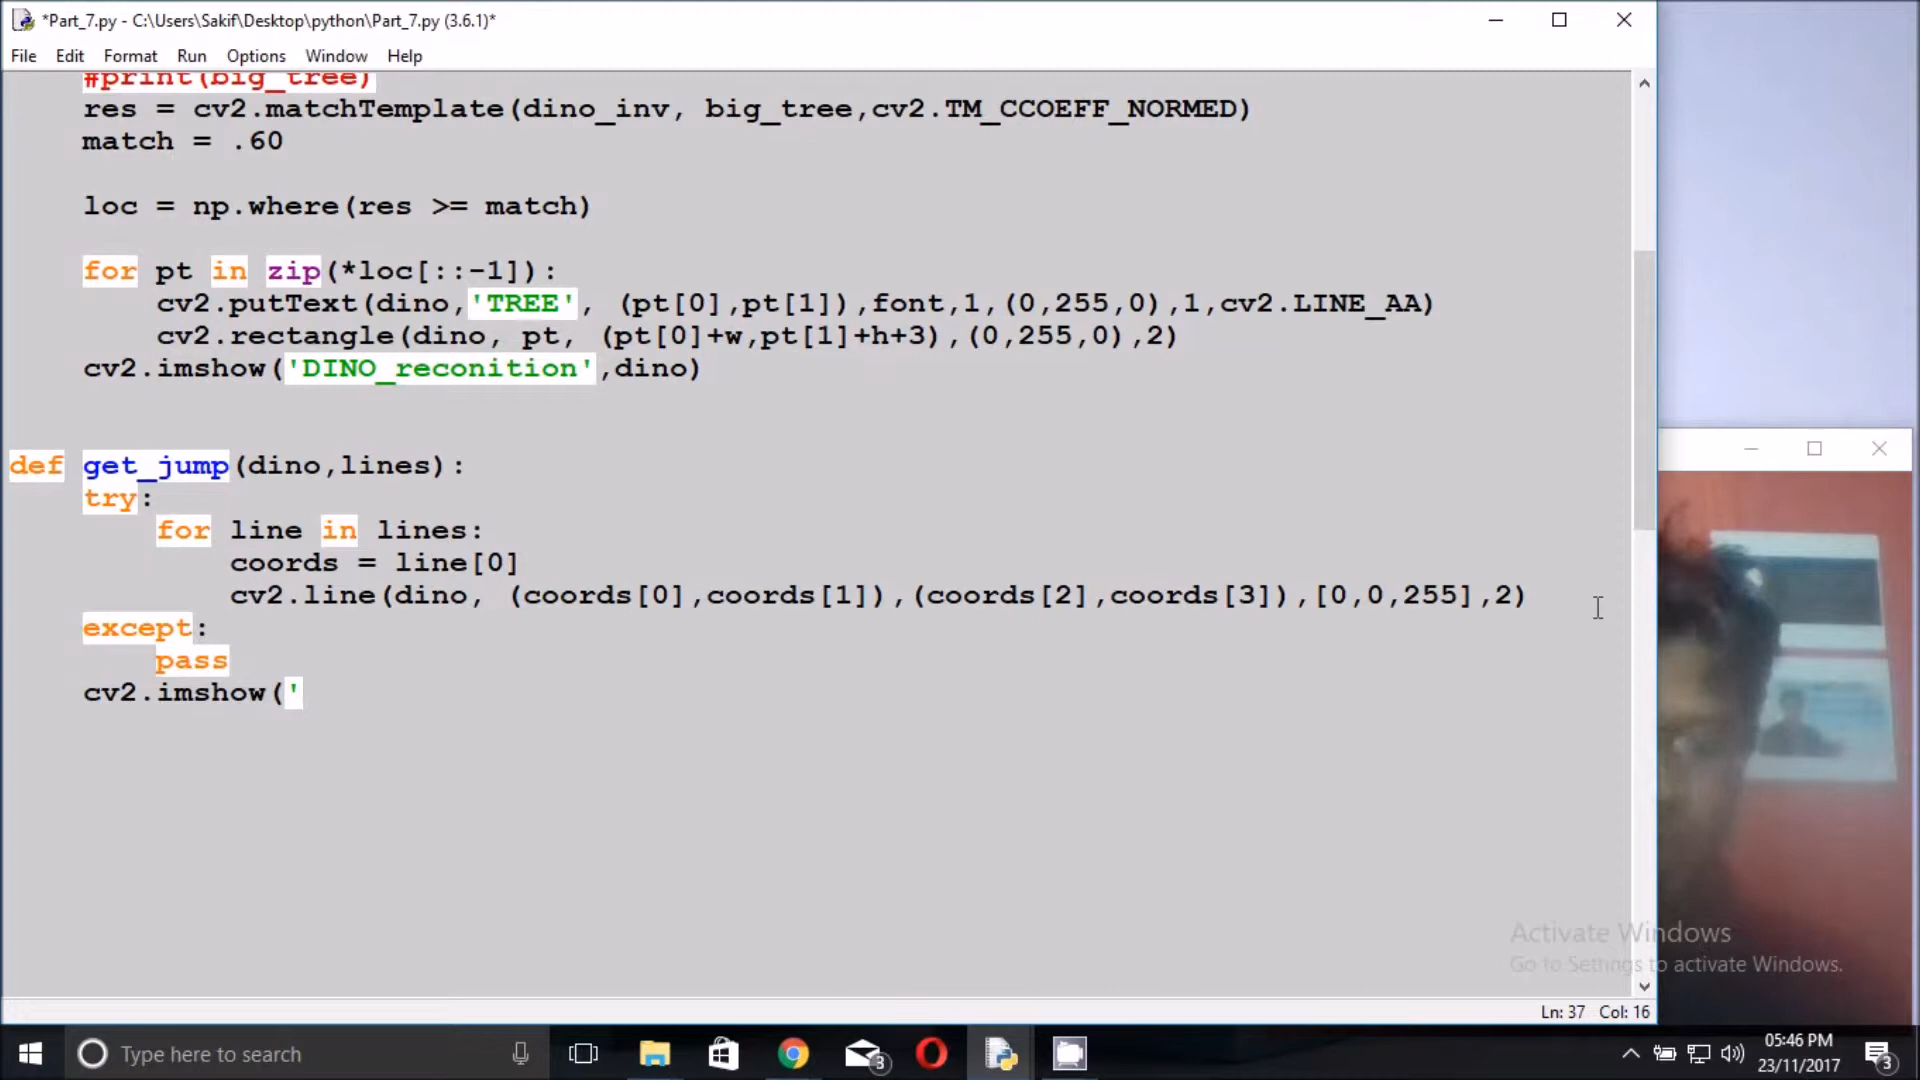 *Part_7.py - C:\Users\Sakif\Desktop\python\Part_7.py (3.6.1)*
File Edit Format Run Options Window Help
#print(big_tree)
res = cv2.matchTemplate(dino_inv, big_tree,cv2.TM_CCOEFF_NORMED)
match = .60
loc = np.where(res >= match)
for pt in zip(*loc[::-1]):
cv2.putText(dino,'TREE', (pt[0],pt[1]),font,1,(0,255,0),1,cv2.LINE_AA)
cv2.rectangle(dino, pt, (pt[0]+w,pt[1]+h+3),(0,255,0),2)
cv2.imshow('DINO_reconition',dino)
def get_jump(dino,lines):
try:
for line in lines:
coords = line[0]
cv2.line(dino, (coords[0],coords[1]),(coords[2],coords[3]),[0,0,255],2)
except:
pass
cv2.imshow('
Activate Windows
Go to Settings to activate Windows.
Ln: 37 Col: 16
Type here to search
3
05:46 PM
23/11/2017
3